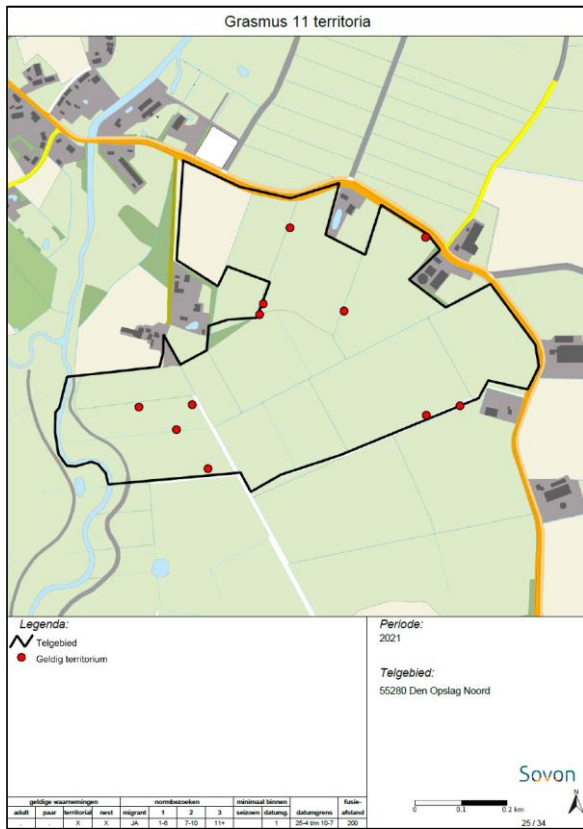 Grasmus 11 territoria
Legenda:
Telgebied
Geldig territorium
Periode:
2021
Telgebied:
55280 Den Opslag Noord
Sovon
0 0.1 0.2 km
N
25 / 34
geldige waarnemingen normbezoeken minimaal binnen fusie-
adult paar territoriaal nest migrant 1 2 3 seizoen datumg. datumgrens afstand
. . X X JA 1-6 7-10 11+ 1 25-4 t/m 10-7 200